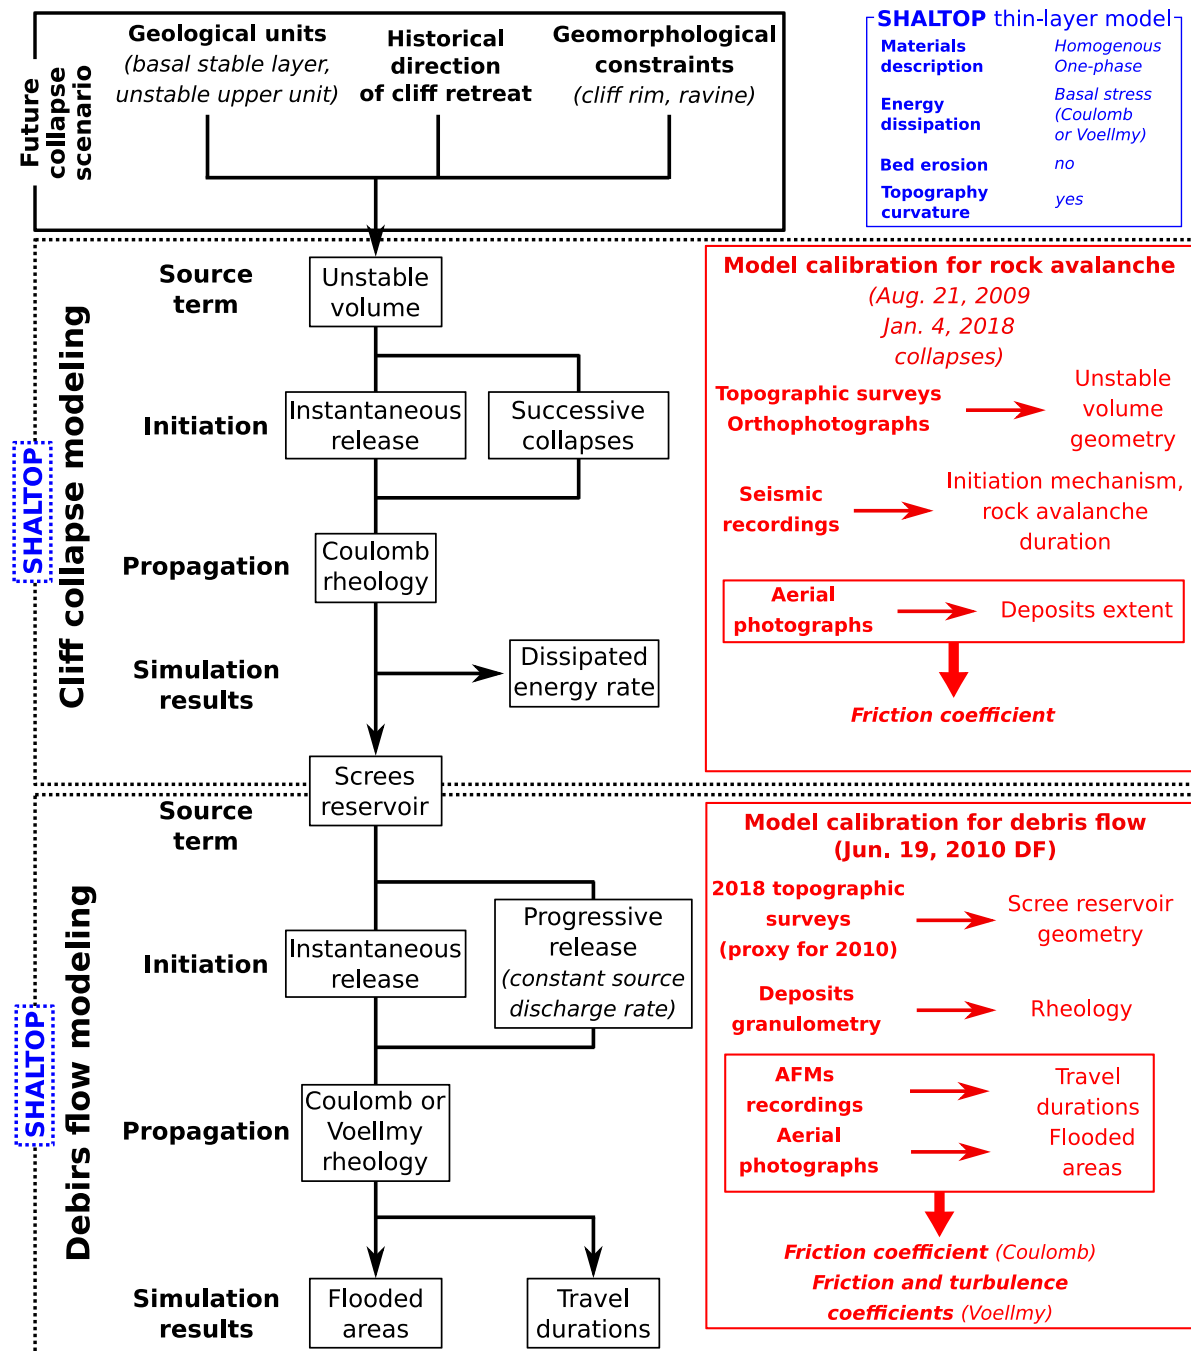 Future
collapse
scenario
Geological units
(basal stable layer,
unstable upper unit)
Historical
direction
of cliff retreat
Geomorphological
constraints
(cliff rim, ravine)
SHALTOP thin-layer model
Materials
description
Homogenous
One-phase
Energy
dissipation
Basal stress
(Coulomb
or Voellmy)
Bed erosion
no
Topography
curvature
yes
SHALTOP
Cliff collapse modeling
Source
term
Unstable
volume
Initiation
Instantaneous
release
Successive
collapses
Propagation
Coulomb
rheology
Simulation
results
Dissipated
energy rate
Model calibration for rock avalanche
(Aug. 21, 2009
Jan. 4, 2018
collapses)
Topographic surveys
Orthophotographs
Unstable
volume
geometry
Seismic
recordings
Initiation mechanism,
rock avalanche
duration
Aerial
photographs
Deposits extent
Friction coefficient
SHALTOP
Debirs flow modeling
Screes
reservoir
Source
term
Initiation
Instantaneous
release
Progressive
release
(constant source
discharge rate)
Propagation
Coulomb or
Voellmy
rheology
Simulation
results
Flooded
areas
Travel
durations
Model calibration for debris flow
(Jun. 19, 2010 DF)
2018 topographic
surveys
(proxy for 2010)
Scree reservoir
geometry
Deposits
granulometry
Rheology
AFMs
recordings
Travel
durations
Aerial
photographs
Flooded
areas
Friction coefficient (Coulomb)
Friction and turbulence
coefficients (Voellmy)